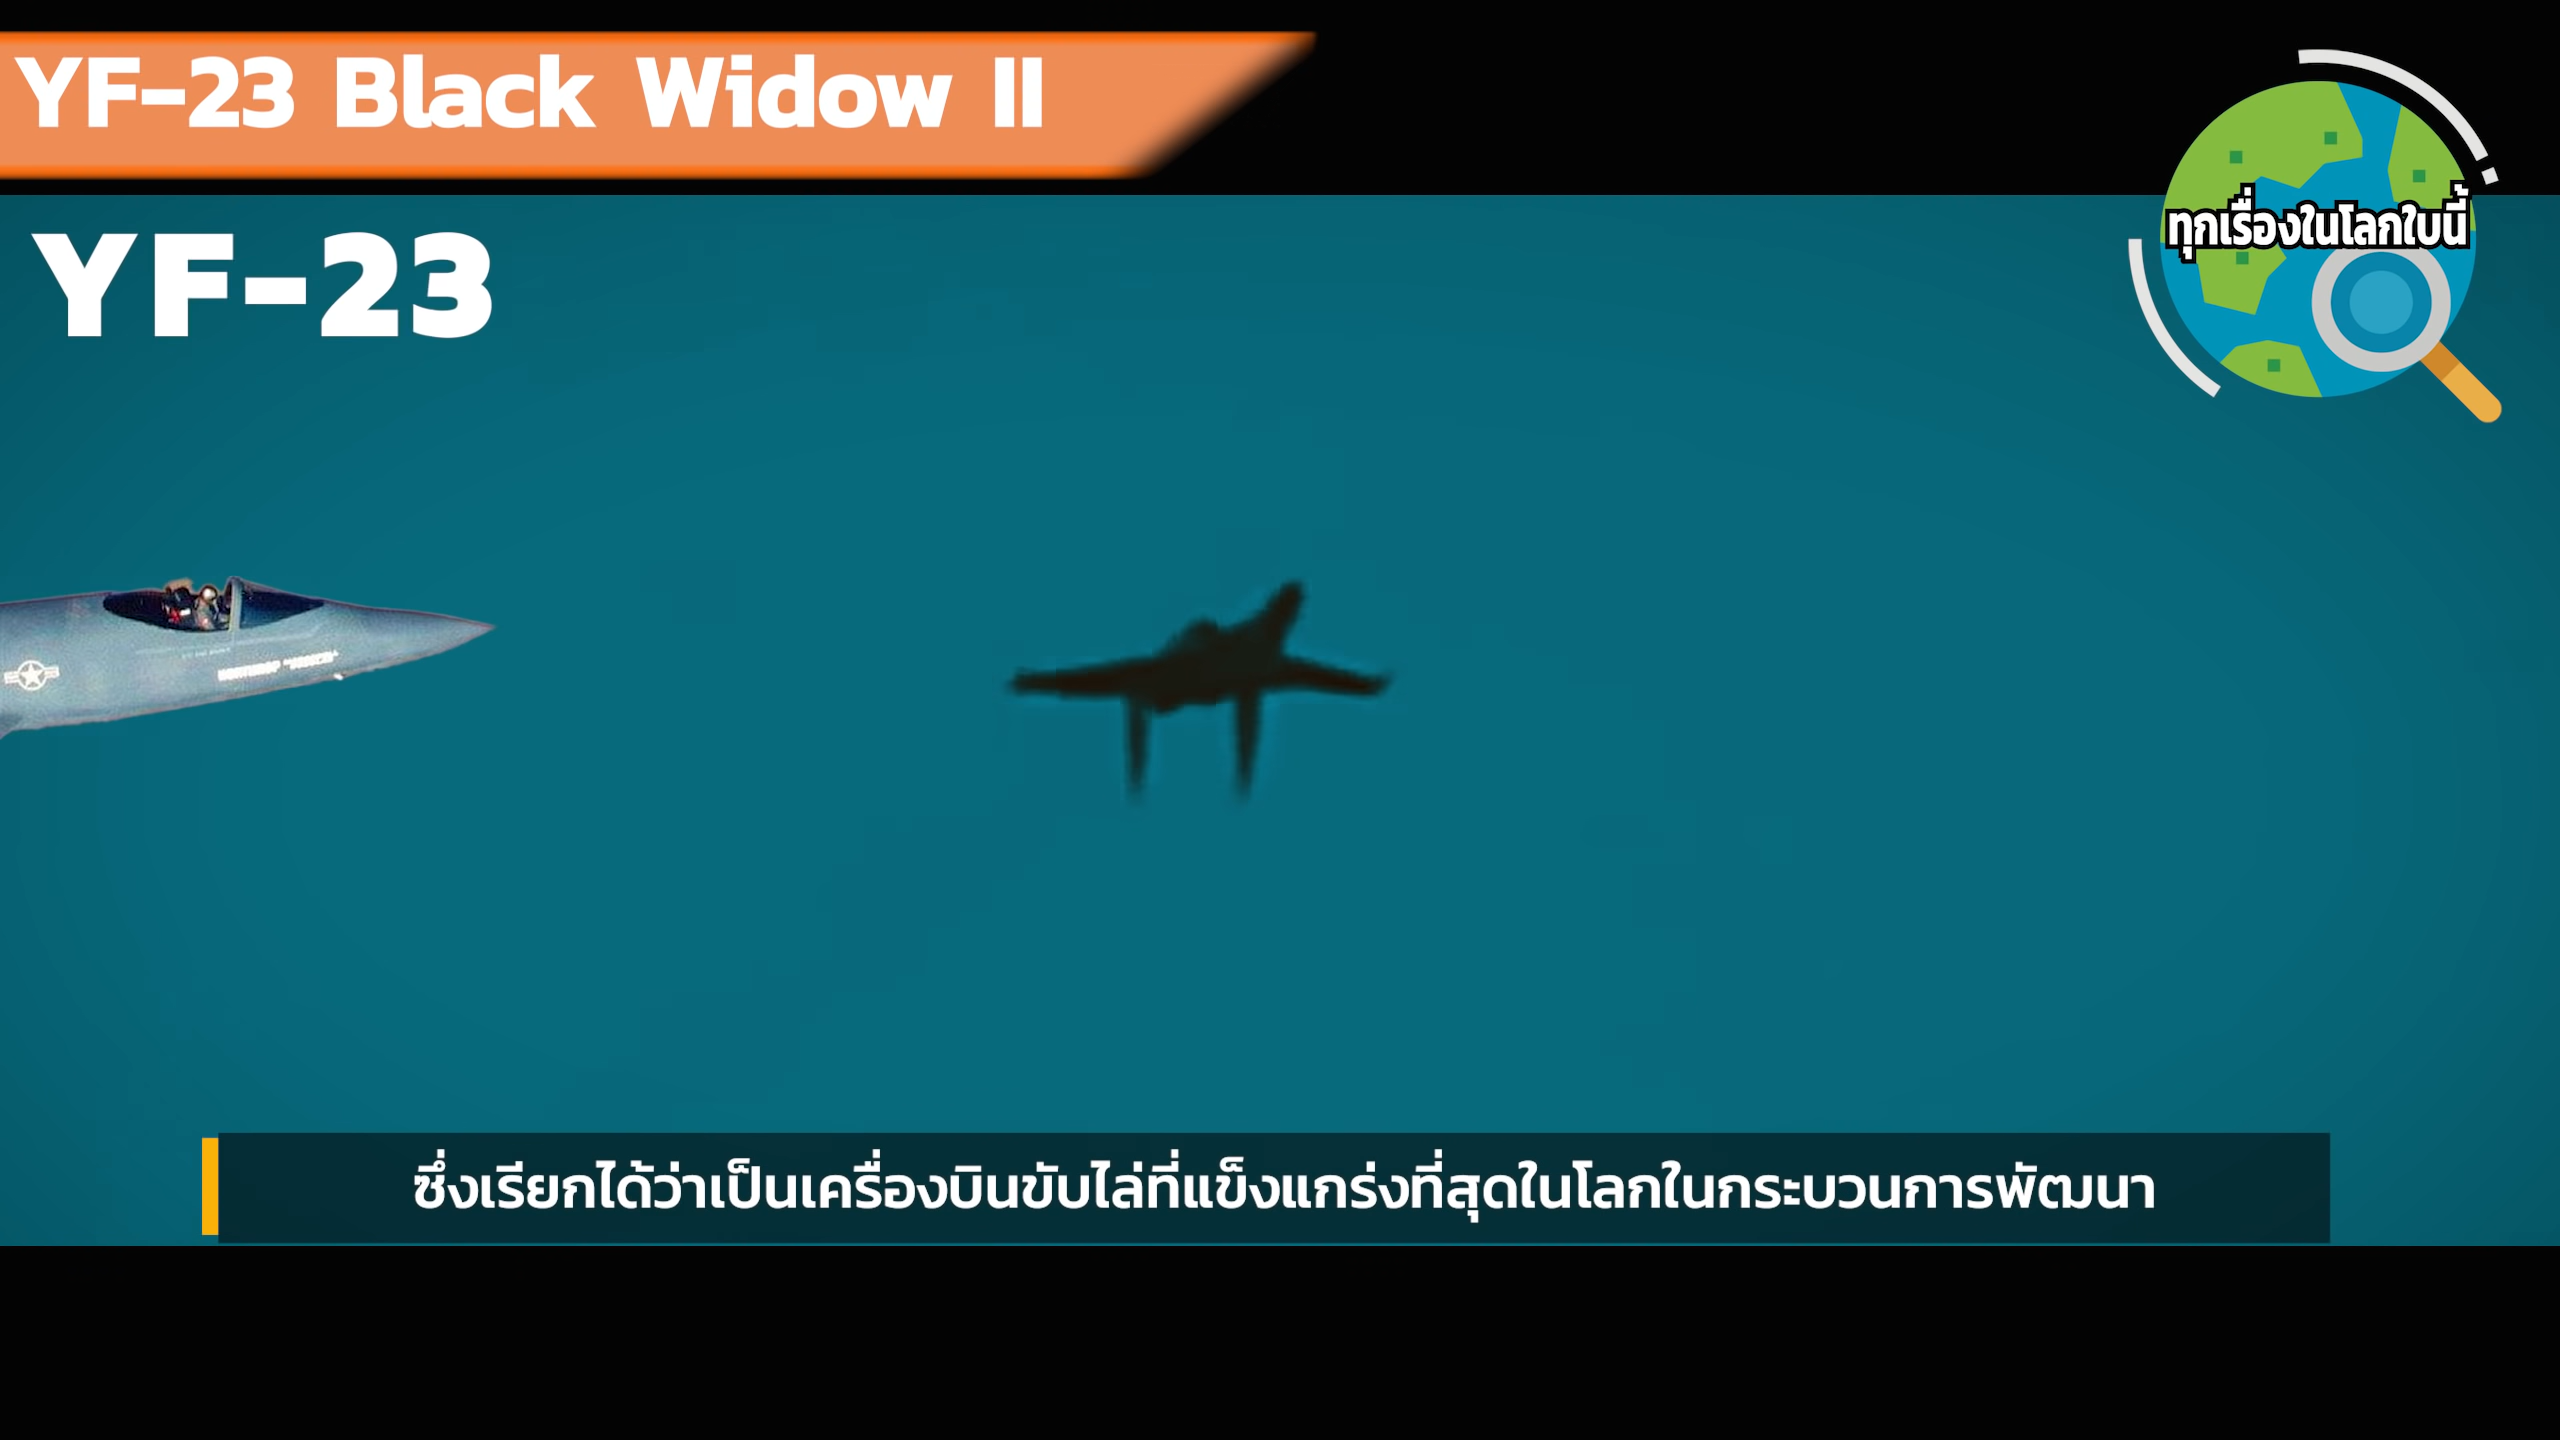 YF-23 Black Widow II
ทุกเรื่องในโลกใบนี้
YF-23
ซึ่งเรียกได้ว่าเป็นเครื่องบินขับไล่ที่แข็งแกร่งที่สุดในโลกในกระบวนการพัฒนา